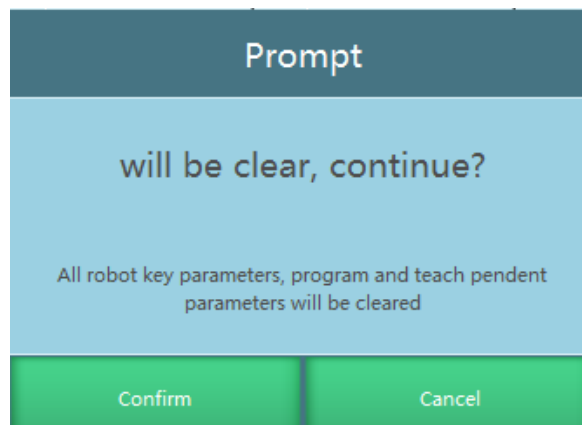 Prompt
will be clear, continue?
All robot key parameters, program and teach pendent
parameters will be cleared
Confirm
Cancel